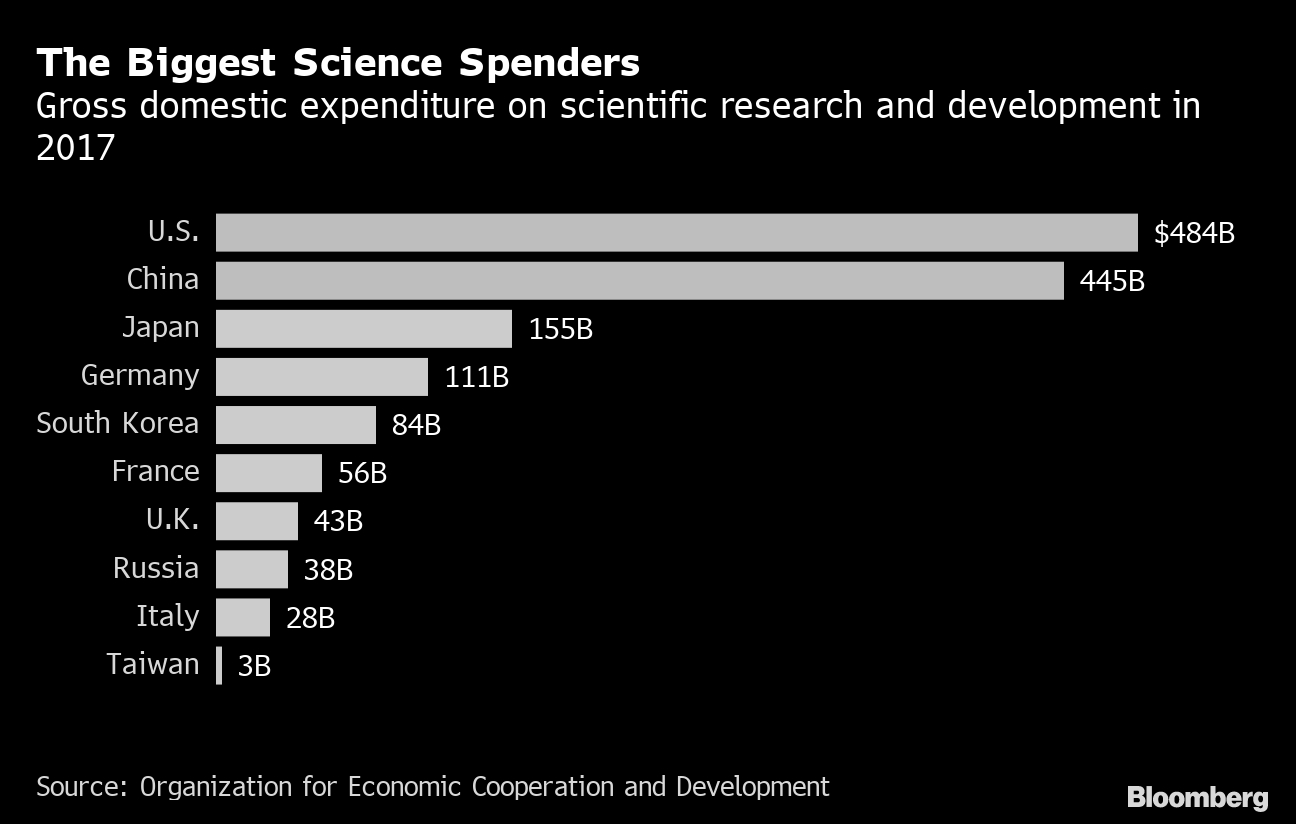 The Biggest Science Spenders
Gross domestic expenditure on scientific research and development in
2017
U.S. $484B
China 445B
Japan 155B
Germany 111B
South Korea 84B
France 56B
U.K. 43B
Russia 38B
Italy 28B
Taiwan 3B
Source: Organization for Economic Cooperation and Development
Bloomberg